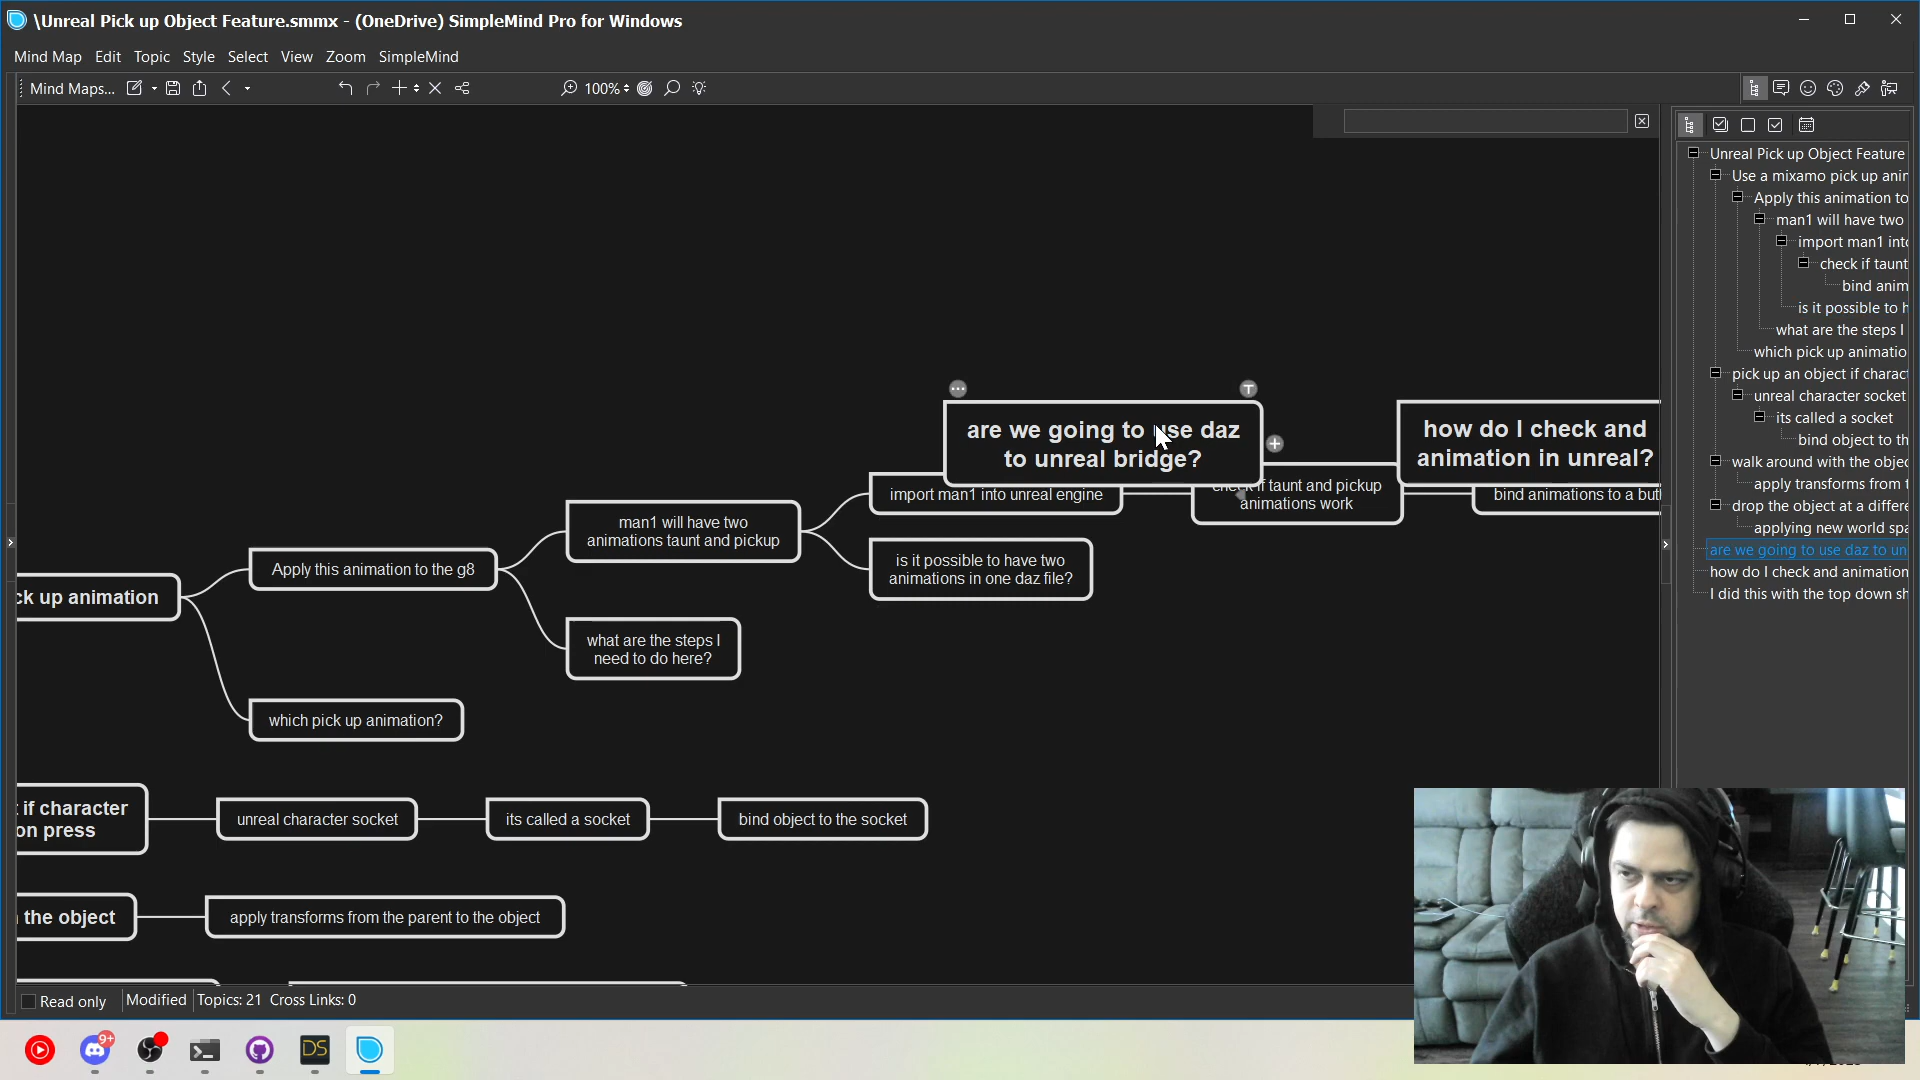 \Unreal Pick up Object Feature.smmx - (OneDrive) SimpleMind Pro for Windows
Mind Map Edit Topic Style Select View Zoom SimpleMind
Mind Maps...
100%
are we going to use daz
to unreal bridge?
how do I check and
animation in unreal?
import man1 into unreal engine
check if taunt and pickup
animations work
bind animations to a but
man1 will have two
animations taunt and pickup
is it possible to have two
animations in one daz file?
Apply this animation to the g8
ck up animation
what are the steps I
need to do here?
which pick up animation?
if character
on press
unreal character socket
its called a socket
bind object to the socket
the object
apply transforms from the parent to the object
Unreal Pick up Object Feature
Use a mixamo pick up anir
Apply this animation to
man1 will have two
import man1 into
check if taunt
bind anim
is it possible to h
what are the steps I
which pick up animatio
pick up an object if charact
unreal character socket
its called a socket
bind object to th
walk around with the objec
apply transforms from t
drop the object at a differe
applying new world spa
are we going to use daz to un
how do I check and animation
I did this with the top down sh
Read only Modified Topics: 21 Cross Links: 0
9+
DS